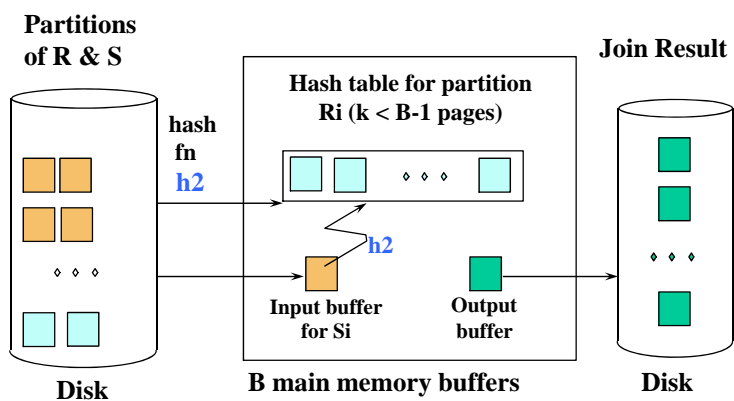 Partitions
of R & S
Join Result
Hash table for partition
Ri (k < B-1 pages)
hash
fn
h2
h2
Input buffer
for Si
Output
buffer
Disk
B main memory buffers
Disk